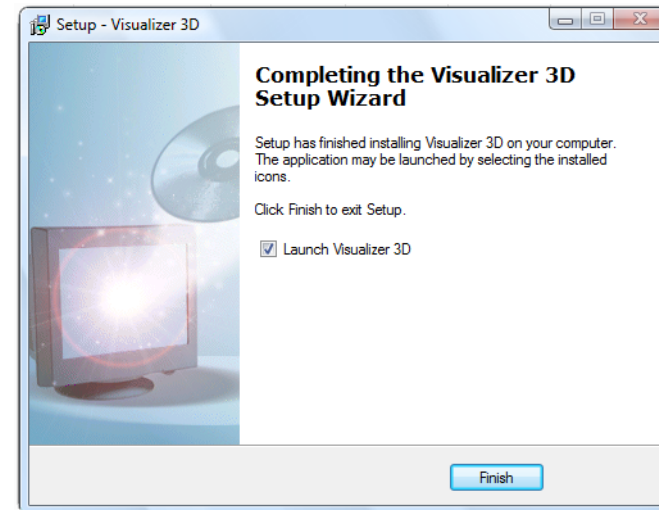 Setup - Visualizer 3D
Completing the Visualizer 3D
Setup Wizard
Setup has finished installing Visualizer 3D on your computer.
The application may be launched by selecting the installed
icons.
Click Finish to exit Setup.
Launch Visualizer 3D
Finish